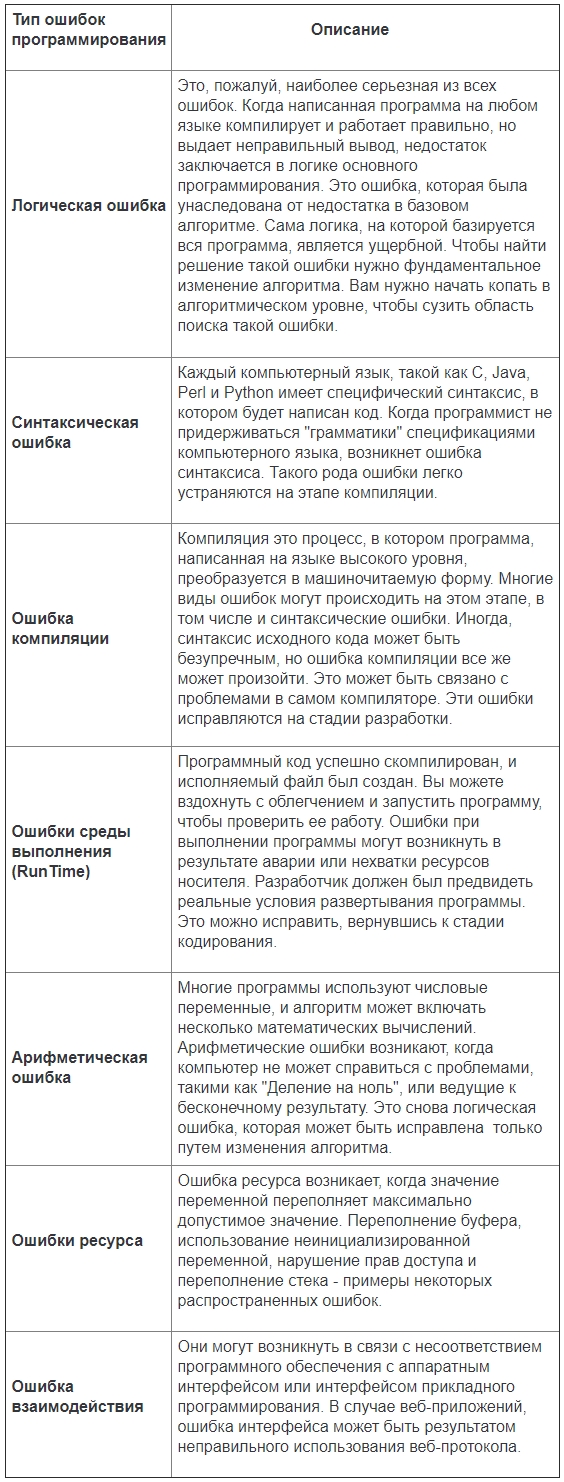 Тип ошибок
программирования
Описание
Логическая ошибка
Это, пожалуй, наиболее серьезная из всех
ошибок. Когда написанная программа на любом
языке компилирует и работает правильно, но
выдает неправильный вывод, недостаток
заключается в логике основного
программирования. Это ошибка, которая была
унаследована от недостатка в базовом
алгоритме. Сама логика, на которой базируется
вся программа, является ущербной. Чтобы найти
решение такой ошибки нужно фундаментальное
изменение алгоритма. Вам нужно начать копать в
алгоритмическом уровне, чтобы сузить область
поиска такой ошибки.
Синтаксическая
ошибка
Каждый компьютерный язык, такой как C, Java,
Perl и Python имеет специфический синтаксис, в
котором будет написан код. Когда программист не
придерживаться "грамматики" спецификациями
компьютерного языка, возникнет ошибка
синтаксиса. Такого рода ошибки легко
устраняются на этапе компиляции.
Ошибка
компиляции
Компиляция это процесс, в котором программа,
написанная на языке высокого уровня,
преобразуется в машиночитаемую форму. Многие
виды ошибок могут происходить на этом этапе, в
том числе и синтаксические ошибки. Иногда,
синтаксис исходного кода может быть
безупречным, но ошибка компиляции все же
может произойти. Это может быть связано с
проблемами в самом компиляторе. Эти ошибки
исправляются на стадии разработки.
Ошибки среды
выполнения
(RunTime)
Программный код успешно скомпилирован, и
исполняемый файл был создан. Вы можете
вздохнуть с облегчением и запустить программу,
чтобы проверить ее работу. Ошибки при
выполнении программы могут возникнуть в
результате аварии или нехватки ресурсов
носителя. Разработчик должен был предвидеть
реальные условия развертывания программы.
Это можно исправить, вернувшись к стадии
кодирования.
Арифметическая
ошибка
Многие программы используют числовые
переменные, и алгоритм может включать
несколько математических вычислений.
Арифметические ошибки возникают, когда
компьютер не может справиться с проблемами,
такими как "Деление на ноль", или ведущие к
бесконечному результату. Это снова логическая
ошибка, которая может быть исправлена  только
путем изменения алгоритма.
Ошибки ресурса
Ошибка ресурса возникает, когда значение
переменной переполняет максимально
допустимое значение. Переполнение буфера,
использование неинициализированной
переменной, нарушение прав доступа и
переполнение стека - примеры некоторых
распространенных ошибок.
Ошибка
взаимодействия
Они могут возникнуть в связи с несоответствием
программного обеспечения с аппаратным
интерфейсом или интерфейсом прикладного
программирования. В случае веб-приложений,
ошибка интерфейса может быть результатом
неправильного использования веб-протокола.